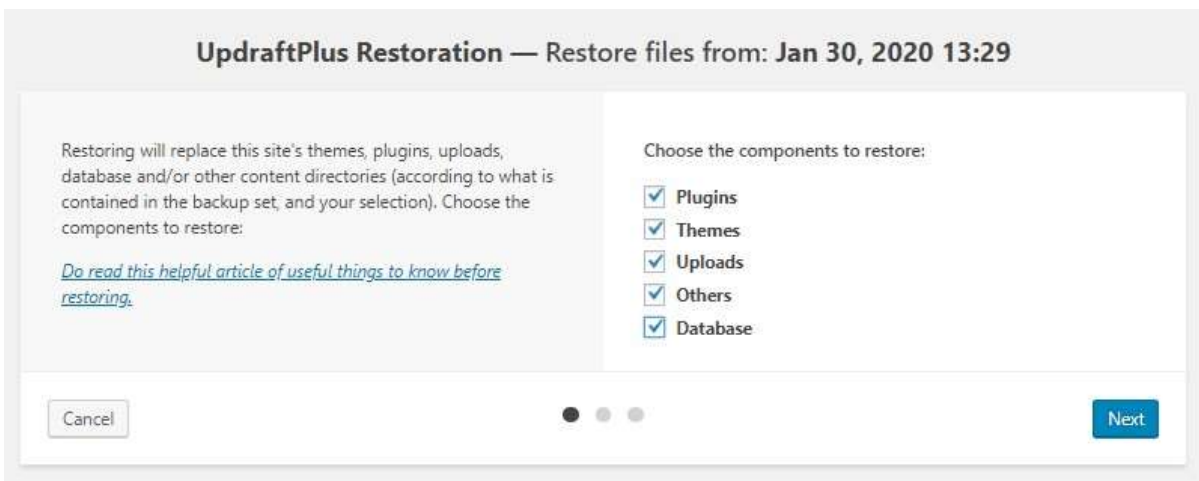 UpdraftPlus Restoration — Restore files from: Jan 30, 2020 13:29
Restoring will replace this site's themes, plugins, uploads,
database and/or other content directories (according to what is
contained in the backup set, and your selection). Choose the
components to restore:
Do read this helpful article of useful things to know before
restoring.
Choose the components to restore:
Plugins
Themes
Uploads
Others
Database
Cancel
Next